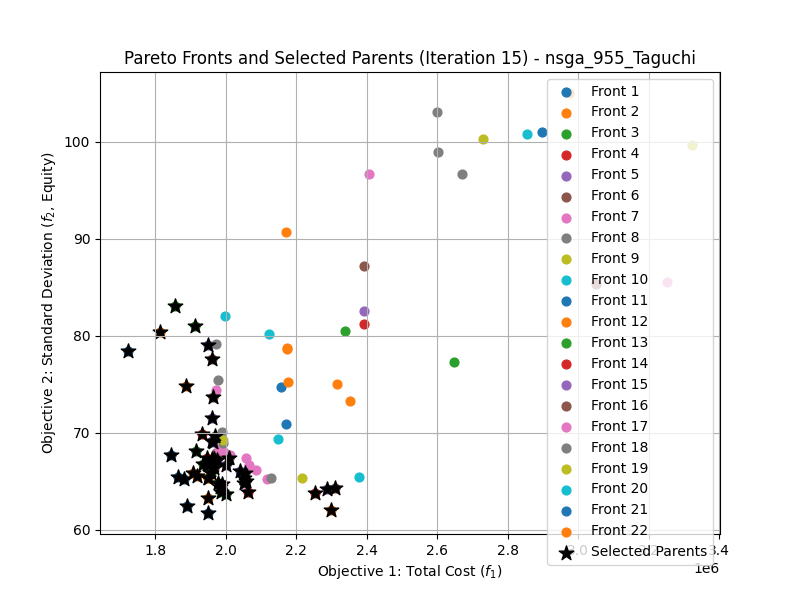 Pareto Fronts and Selected Parents (Iteration 15) - nsga_955_Taguchi
Objective 2: Standard Deviation (f₂, Equity)
100
90
80
70
60
1.8
2.0
2.2
2.4
2.6
2.8
3.0
3.2
3.4
1e6
Objective 1: Total Cost (f₁)
Front 1
Front 2
Front 3
Front 4
Front 5
Front 6
Front 7
Front 8
Front 9
Front 10
Front 11
Front 12
Front 13
Front 14
Front 15
Front 16
Front 17
Front 18
Front 19
Front 20
Front 21
Front 22
Selected Parents